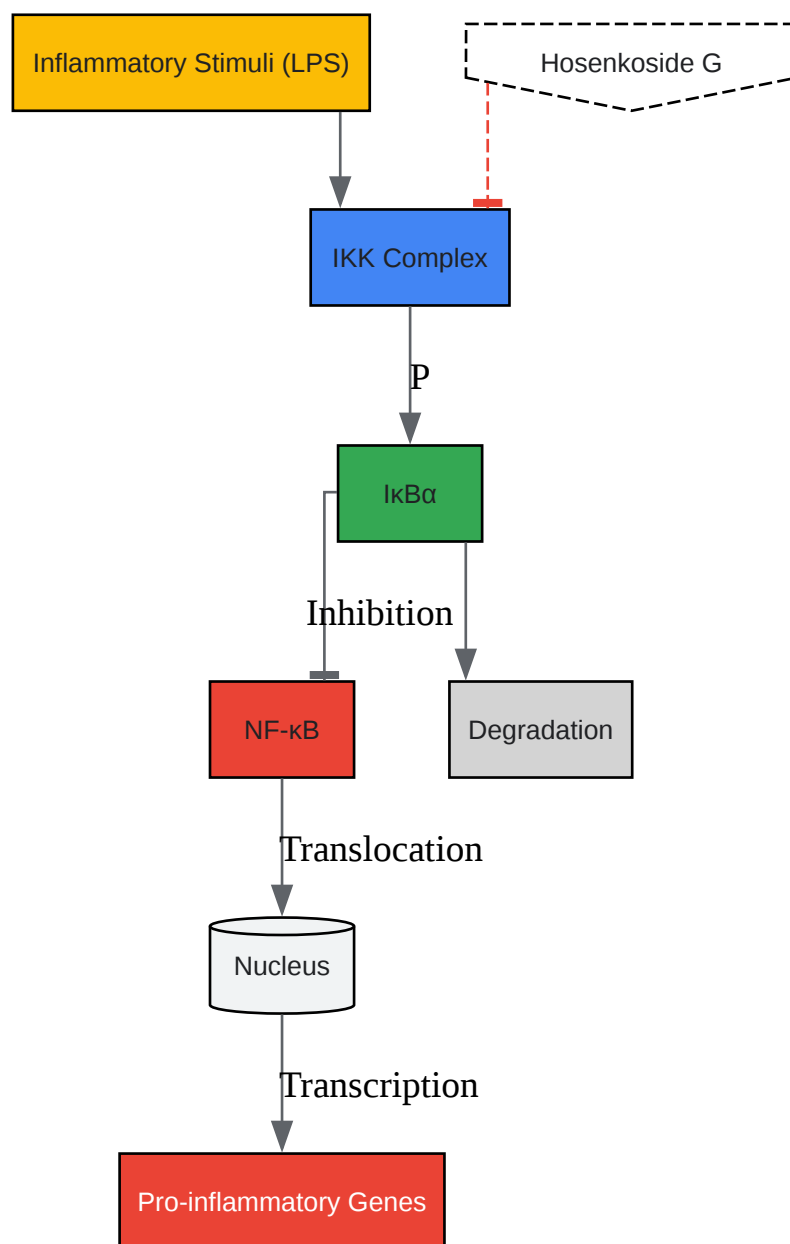 Inflammatory Stimuli (LPS)
Hosenkoside G
IKK Complex
P
IκBα
Inhibition
NF-κB
Degradation
Translocation
Nucleus
Transcription
Pro-inflammatory Genes